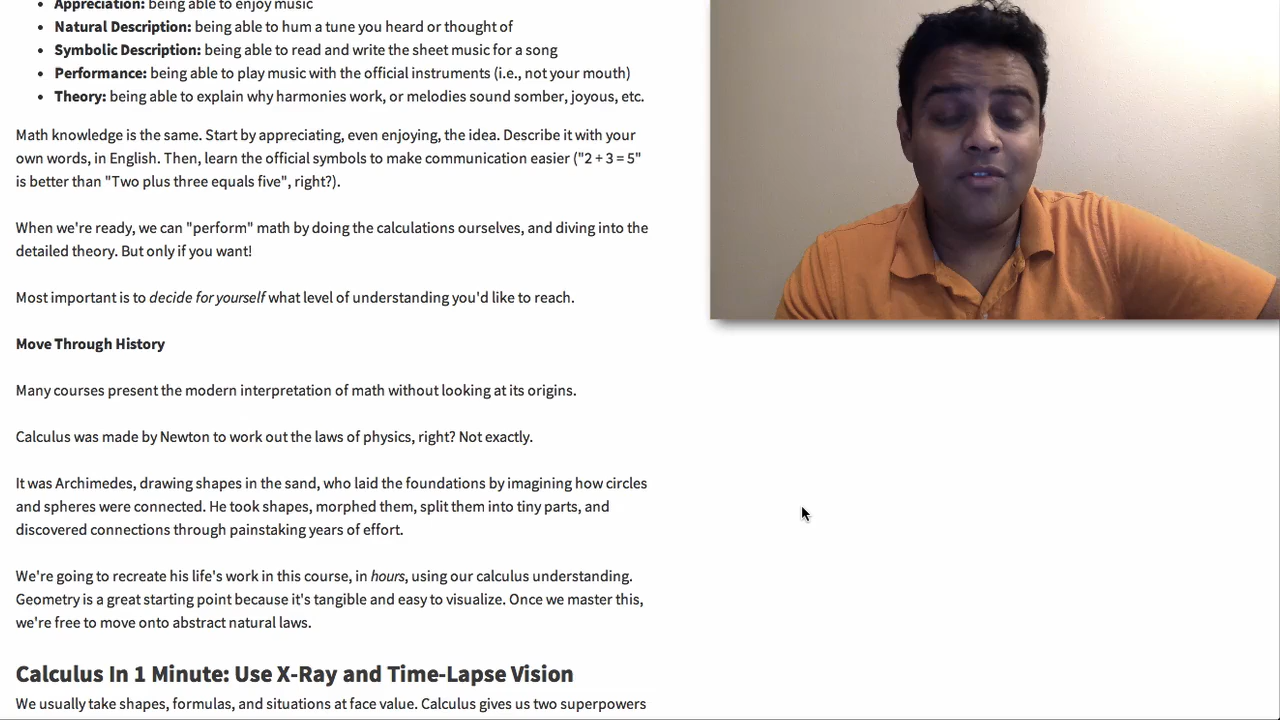 Appreciation: being able to enjoy music
Natural Description: being able to hum a tune you heard or thought of
Symbolic Description: being able to read and write the sheet music for a song
Performance: being able to play music with the official instruments (i.e., not your mouth)
Theory: being able to explain why harmonies work, or melodies sound somber, joyous, etc.
Math knowledge is the same. Start by appreciating, even enjoying, the idea. Describe it with your
own words, in English. Then, learn the official symbols to make communication easier ("2 + 3 = 5"
is better than "Two plus three equals five", right?).
When we're ready, we can "perform" math by doing the calculations ourselves, and diving into the
detailed theory. But only if you want!
Most important is to decide for yourself what level of understanding you'd like to reach.
Move Through History
Many courses present the modern interpretation of math without looking at its origins.
Calculus was made by Newton to work out the laws of physics, right? Not exactly.
It was Archimedes, drawing shapes in the sand, who laid the foundations by imagining how circles
and spheres were connected. He took shapes, morphed them, split them into tiny parts, and
discovered connections through painstaking years of effort.
We're going to recreate his life's work in this course, in hours, using our calculus understanding.
Geometry is a great starting point because it's tangible and easy to visualize. Once we master this,
we're free to move onto abstract natural laws.
Calculus In 1 Minute: Use X-Ray and Time-Lapse Vision
We usually take shapes, formulas, and situations at face value. Calculus gives us two superpowers